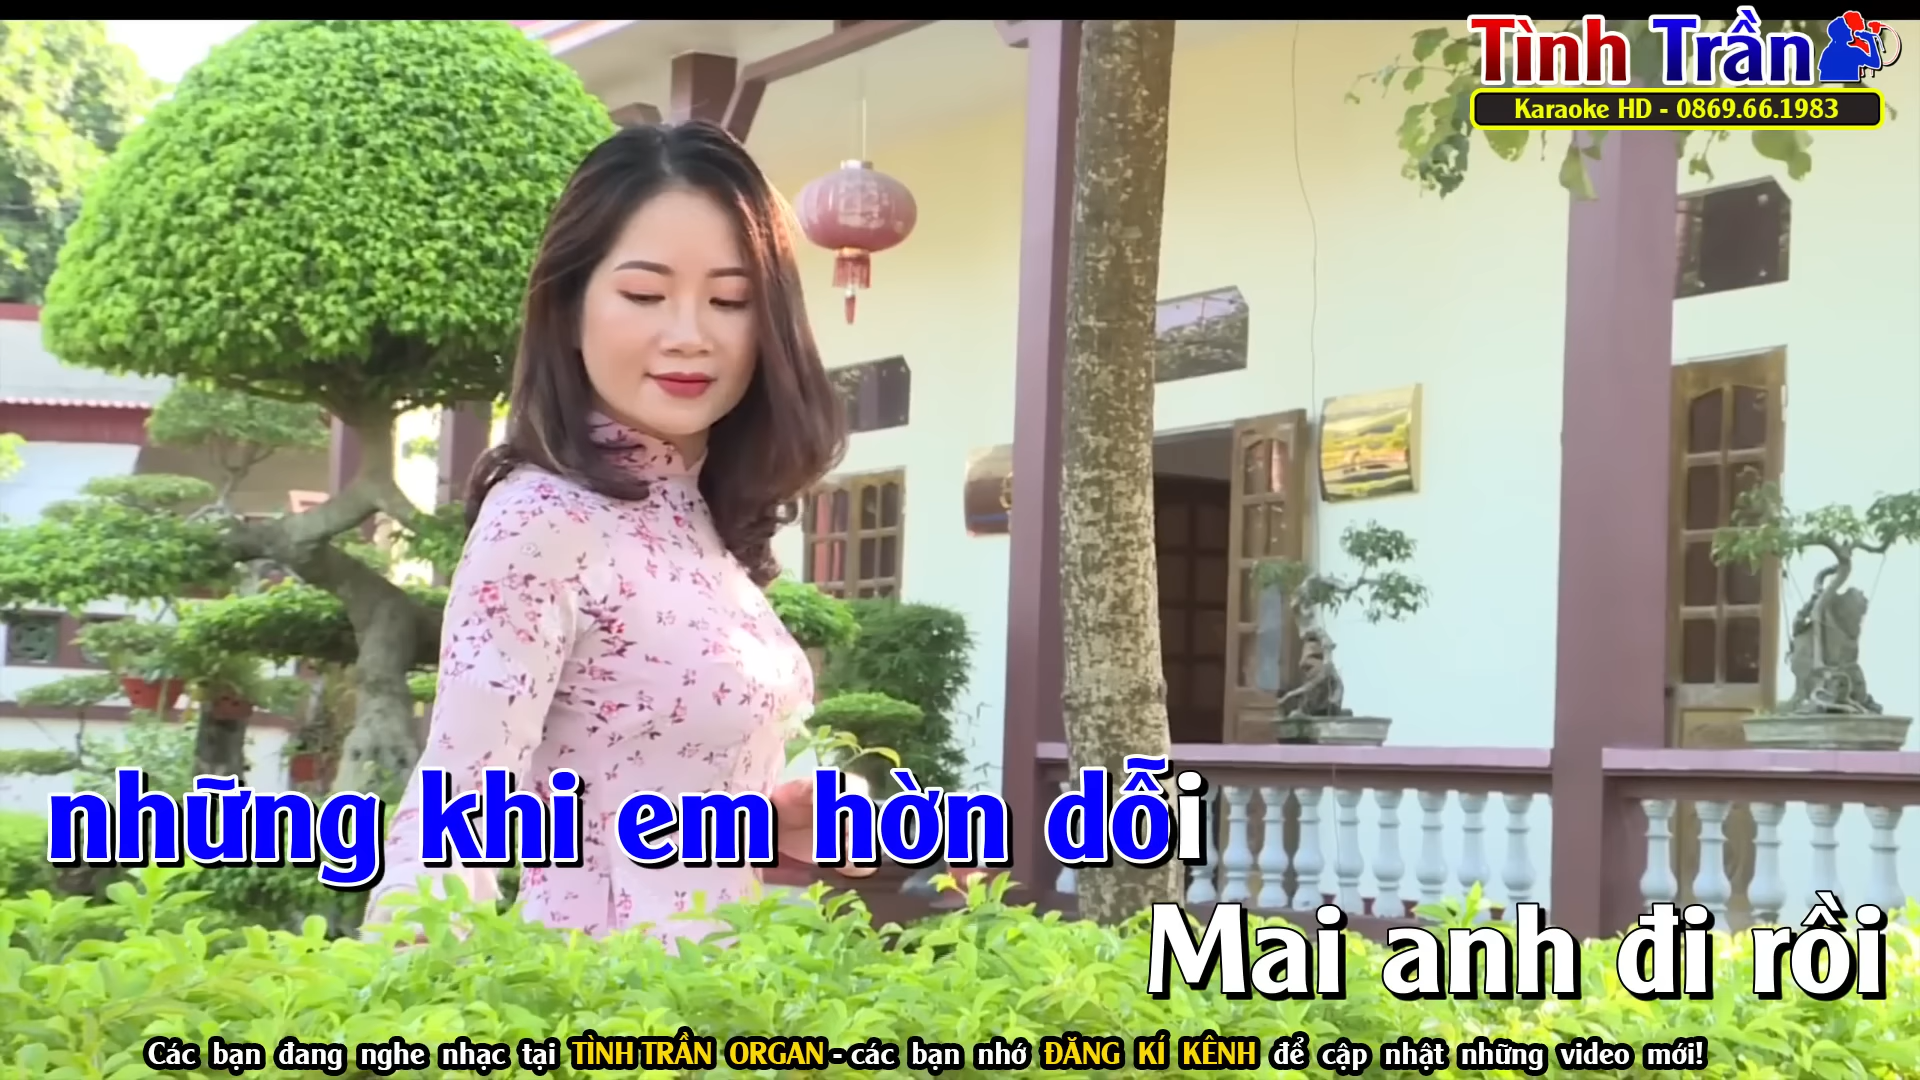 Tình Trần
Karaoke HD - 0869.66.1983
những khi em hờn dỗi
Mai anh đi rồi
Các bạn đang nghe nhạc tại TÌNH TRẦN ORGAN - các bạn nhớ ĐĂNG KÍ KÊNH để cập nhật những video mới!